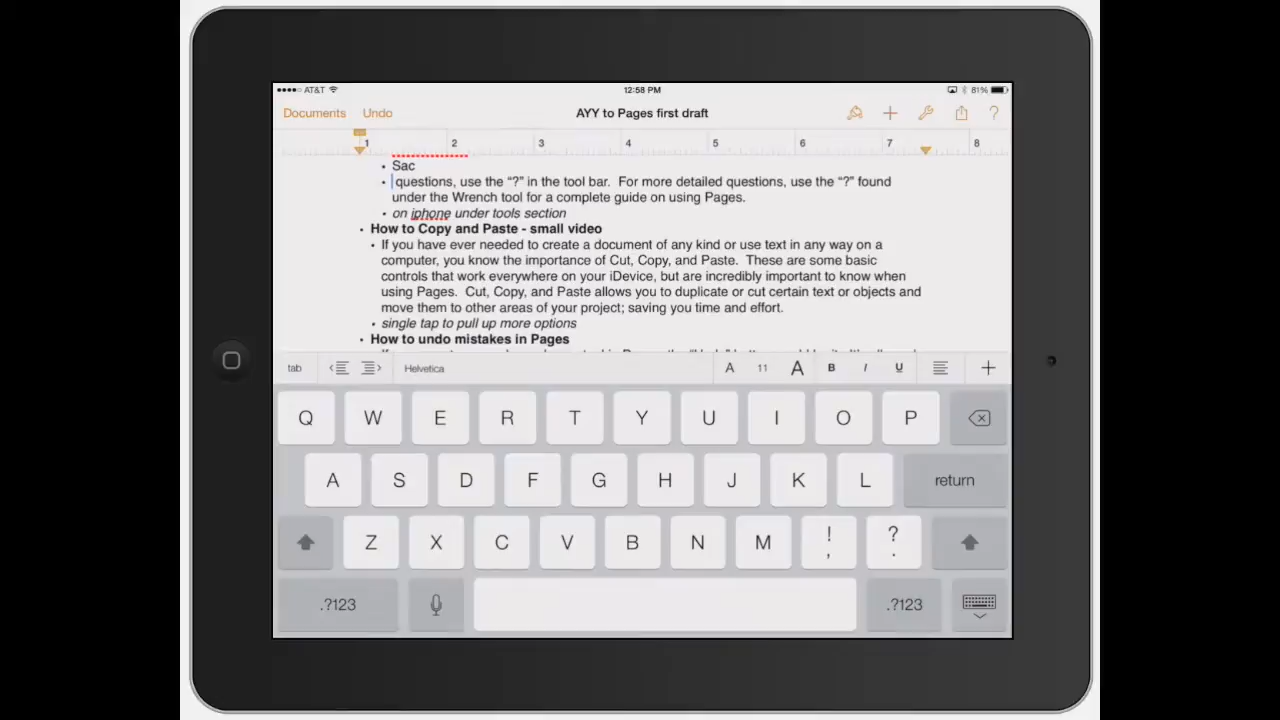 AT&T 12:58 PM 81%
Documents Undo AYY to Pages first draft ?
1 2 3 4 5 6 7 8
• Sac
• questions, use the “?” in the tool bar.  For more detailed questions, use the “?” found
under the Wrench tool for a complete guide on using Pages.
• on iphone under tools section
• How to Copy and Paste - small video
• If you have ever needed to create a document of any kind or use text in any way on a
computer, you know the importance of Cut, Copy, and Paste.  These are some basic
controls that work everywhere on your iDevice, but are incredibly important to know when
using Pages.  Cut, Copy, and Paste allows you to duplicate or cut certain text or objects and
move them to other areas of your project; saving you time and effort.
• single tap to pull up more options
• How to undo mistakes in Pages
tab Helvetica A 11 A B I U
Q W E R T Y U I O P
A S D F G H J K L return
Z X C V B N M ! , ? .
.?123 .?123